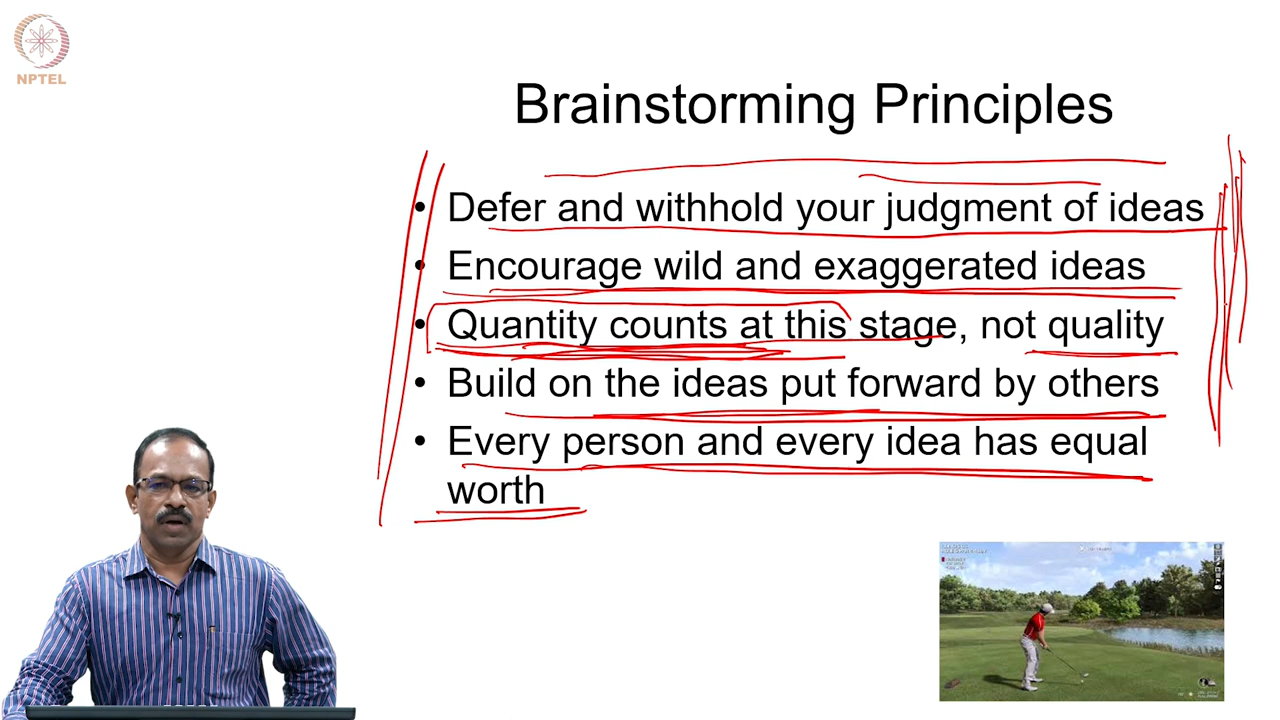 NPTEL
Brainstorming Principles
• Defer and withhold your judgment of ideas
• Encourage wild and exaggerated ideas
• Quantity counts at this stage, not quality
• Build on the ideas put forward by others
• Every person and every idea has equal
worth